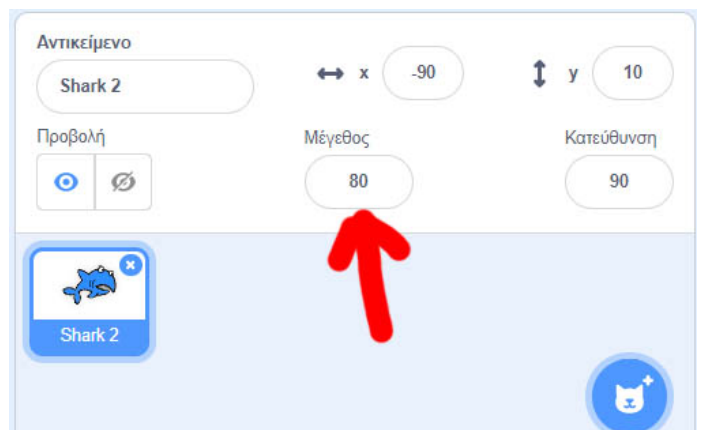 Αντικείμενο
Shark 2
x -90
y 10
Προβολή
Μέγεθος
Κατεύθυνση
80
90
Shark 2